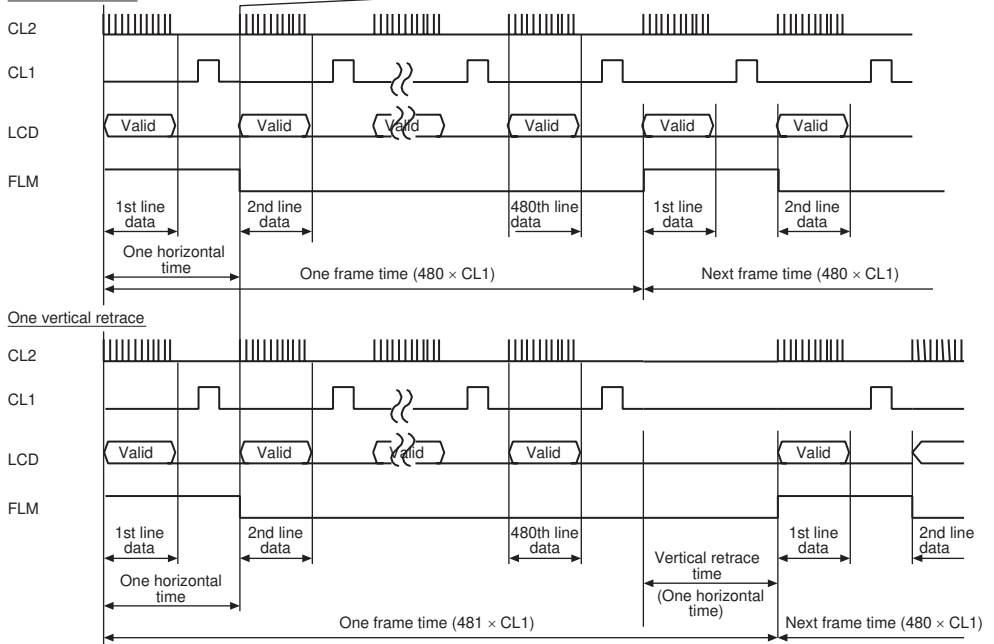 CL2
CL1
LCD Valid Valid Valid Valid Valid Valid
FLM
1st line data 2nd line data 480th line data 1st line data 2nd line data
One horizontal time
One frame time (480 × CL1) Next frame time (480 × CL1)
One vertical retrace
CL2
CL1
LCD Valid Valid Valid Valid Valid
FLM
1st line data 2nd line data 480th line data 1st line data 2nd line data
Vertical retrace time
(One horizontal time)
One horizontal time
One frame time (481 × CL1) Next frame time (480 × CL1)